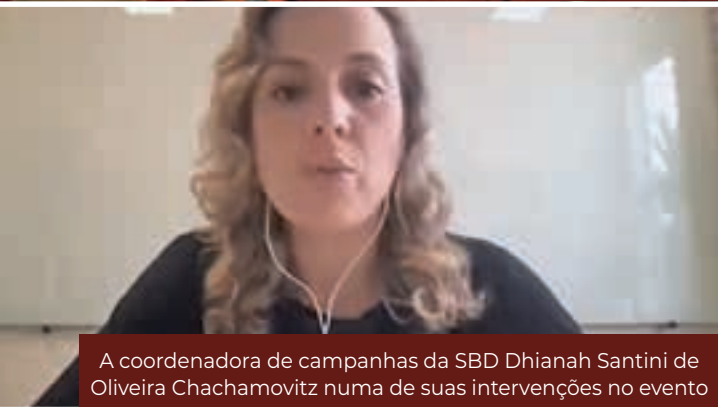 A coordenadora de campanhas da SBD Dhianah Santini de
Oliveira Chachamovitz numa de suas intervenções no evento